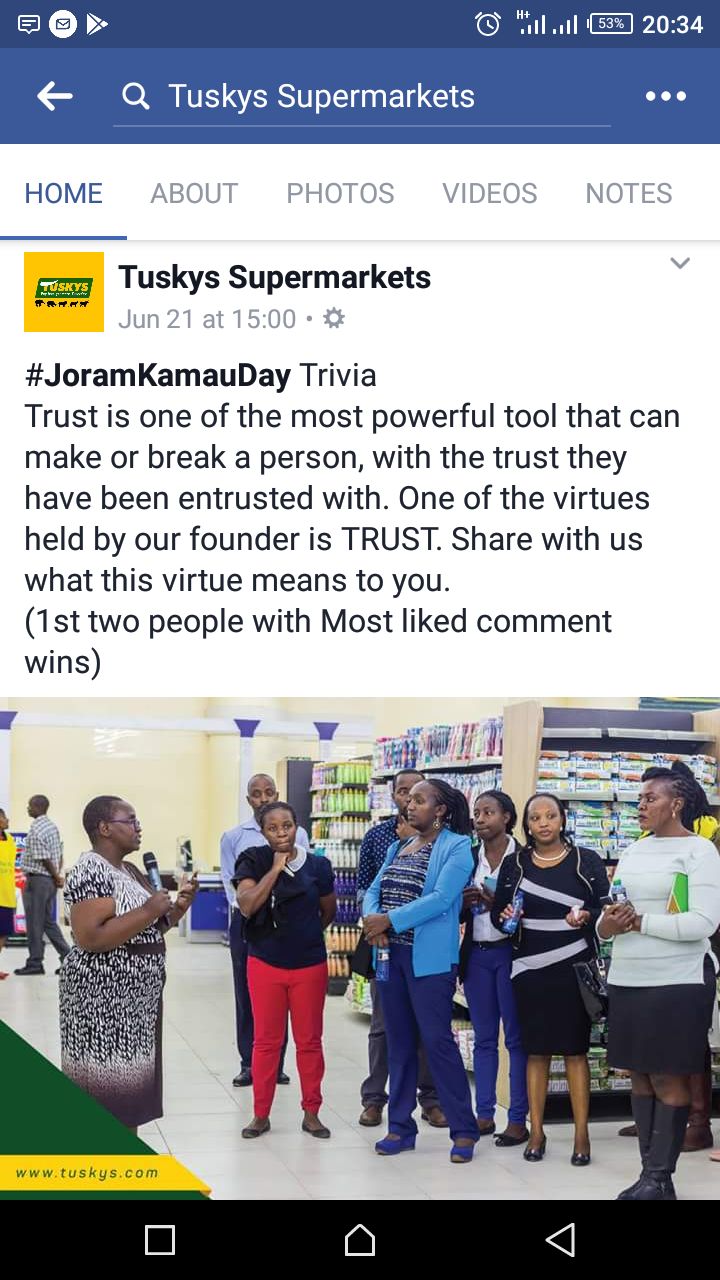 H+
53%
20:34
Tuskys Supermarkets
HOME ABOUT PHOTOS VIDEOS NOTES
TUSKYS
Tuskys Supermarkets
Jun 21 at 15:00 •
#JoramKamauDay Trivia
Trust is one of the most powerful tool that can
make or break a person, with the trust they
have been entrusted with. One of the virtues
held by our founder is TRUST. Share with us
what this virtue means to you.
(1st two people with Most liked comment
wins)
www.tuskys.com